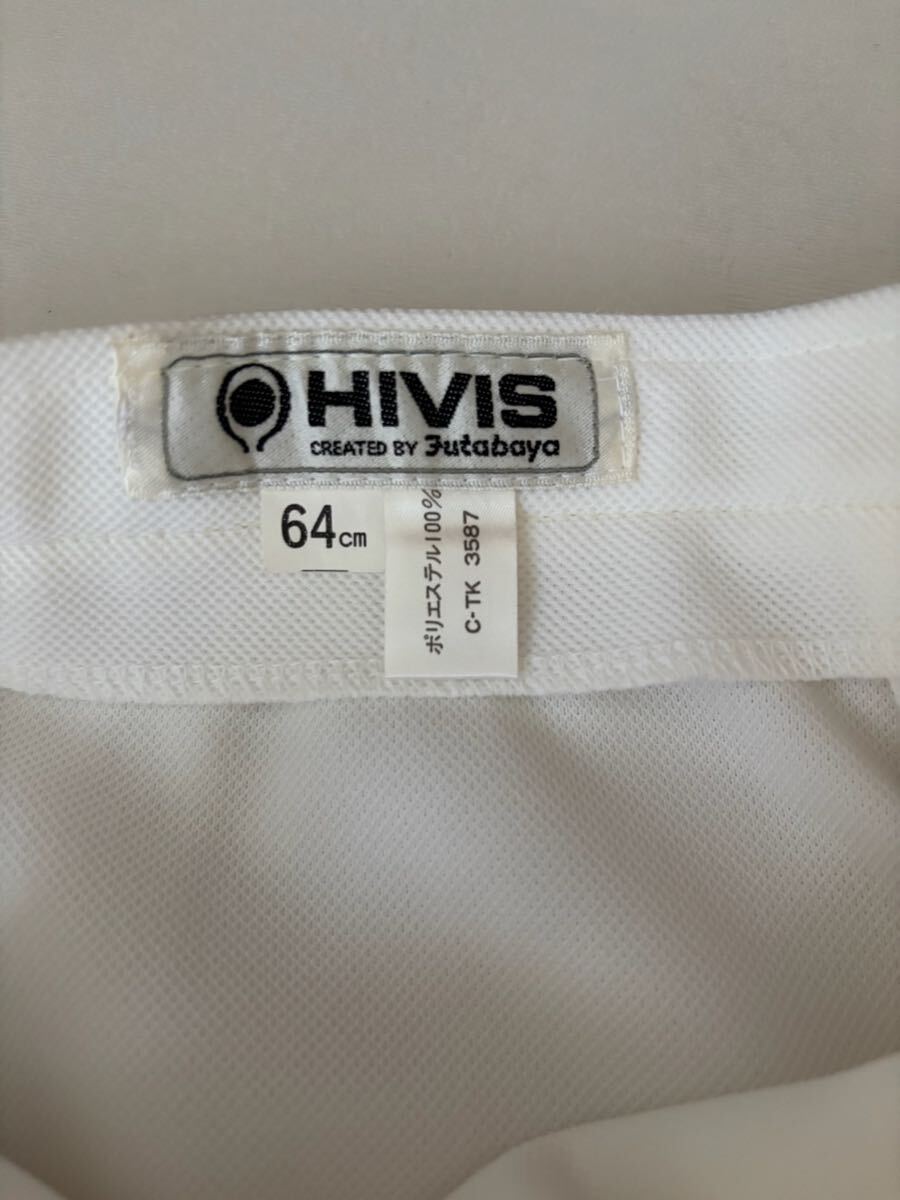 HIVIS
CREATED BY Futabaya
64cm
ポリエステル100%
C-TK 3587